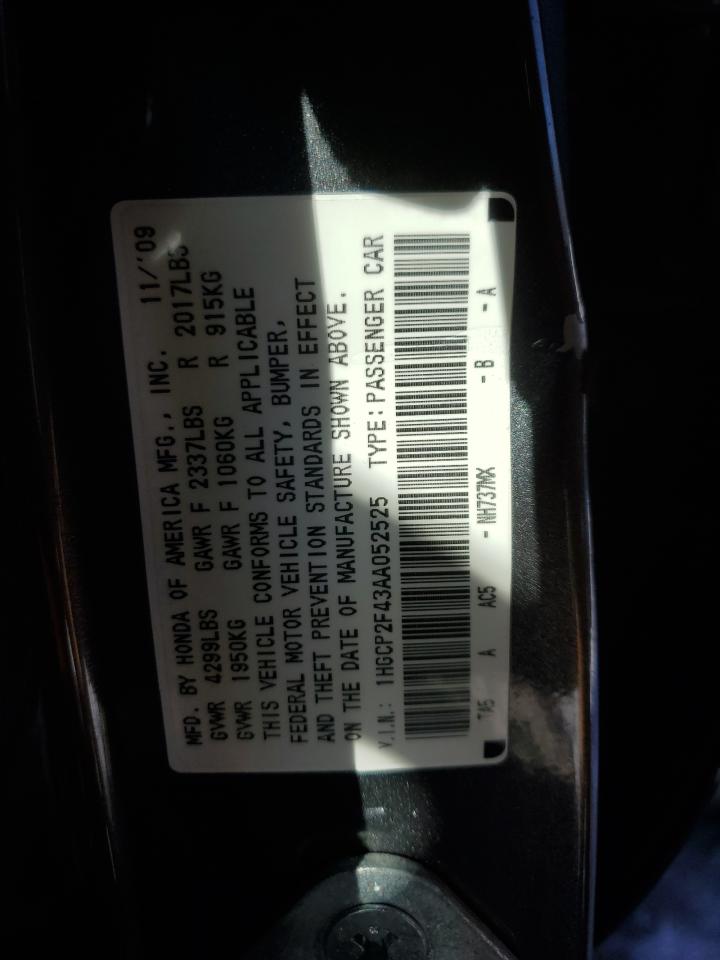 MFD. BY HONDA OF AMERICA MFG., INC. 11/'09
GVWR 4299LBS GAWR F 2337LBS R 2017LBS
GVWR 1950KG GAWR F 1060KG R 915KG
THIS VEHICLE CONFORMS TO ALL APPLICABLE
FEDERAL MOTOR VEHICLE SAFETY, BUMPER,
AND THEFT PREVENTION STANDARDS IN EFFECT
ON THE DATE OF MANUFACTURE SHOWN ABOVE.
V.I.N.: 1HGCP2F43AA052525 TYPE:PASSENGER CAR
TA5 A AC5 - NH737MX - B - A